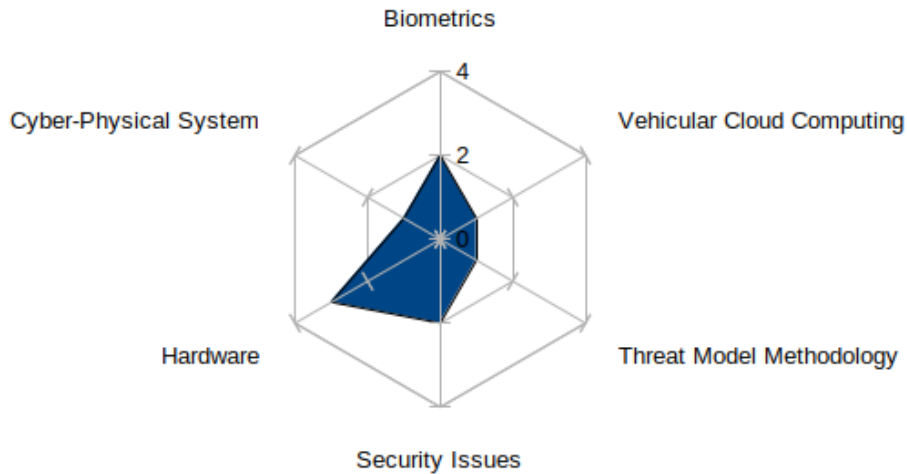 Biometrics
4
Cyber-Physical System
Vehicular Cloud Computing
2
0
Hardware
Threat Model Methodology
Security Issues